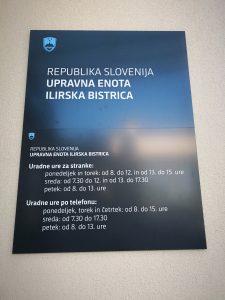 REPUBLIKA SLOVENIJA
UPRAVNA ENOTA
ILIRSKA BISTRICA
REPUBLIKA SLOVENIJA
UPRAVNA ENOTA ILIRSKA BISTRICA
Uradne ure za stranke:
ponedeljek in torek: od 8. do 12. in od 13. do 15. ure
sreda: od 7.30 do 12. in od 13. do 17.30
petek: od 8. do 13. ure
Uradne ure po telefonu:
ponedeljek, torek in četrtek: od 8. do 15. ure
sreda: od 7.30 do 17.30
petek: od 8. do 13. ure